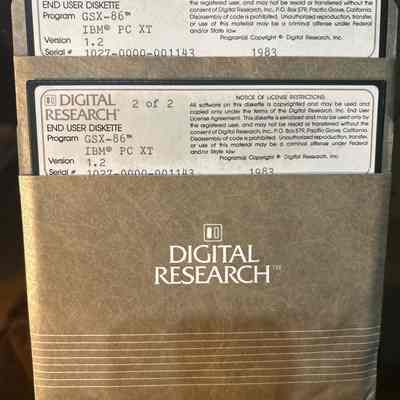 END USER DISKETTE
Program GSX-86™
IBM® PC XT
Version 1.2
Serial # 1027-0000-001143 1983
the registered user, and may not be resold or transferred without the
consent of Digital Research, Inc., P.O. Box 579, Pacific Grove, California.
Disassembly of code is prohibited. Unauthorized reproduction, transfer,
or use of this material may be a criminal offense under Federal
and/or State law.
Program(s) Copyright © Digital Research, Inc.
DIGITAL
RESEARCH™
2 of 2
END USER DISKETTE
Program GSX-86™
IBM® PC XT
Version 1.2
Serial # 1027-0000-001143 1983
NOTICE OF LICENSE RESTRICTIONS:
All software on this diskette is copyrighted and may be used and
copied only under the terms of the Digital Research, Inc. End User
License Agreement. This diskette is serialized and may be used only by
the registered user, and may not be resold or transferred without the
consent of Digital Research, Inc., P.O. Box 579, Pacific Grove, California.
Disassembly of code is prohibited. Unauthorized reproduction, transfer,
or use of this material may be a criminal offense under Federal
and/or State law.
Program(s) Copyright © Digital Research, Inc.
DIGITAL
RESEARCH™